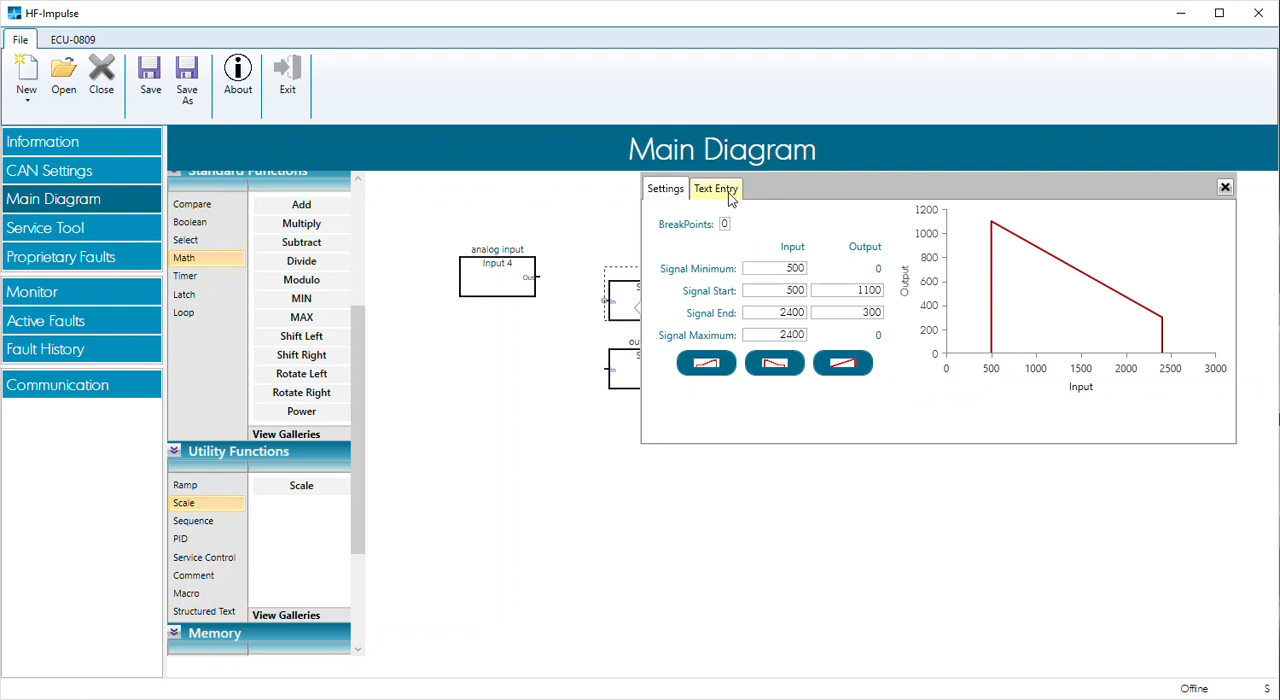 HF-Impulse
File ECU-0809
New Open Close Save Save As About Exit
Information
CAN Settings
Main Diagram
Service Tool
Proprietary Faults
Monitor
Active Faults
Fault History
Communication
Main Diagram
Standard Functions
Compare
Boolean
Select
Math
Timer
Latch
Loop
Add
Multiply
Subtract
Divide
Modulo
MIN
MAX
Shift Left
Shift Right
Rotate Left
Rotate Right
Power
View Galleries
Utility Functions
Ramp
Scale
Sequence
PID
Service Control
Comment
Macro
Structured Text
Scale
View Galleries
Memory
analog input
Input 4
Out
In
ou
In
Settings Text Entry
BreakPoints: 0
Input Output
Signal Minimum: 500 0
Signal Start: 500 1100
Signal End: 2400 300
Signal Maximum: 2400 0
Output
1200
1000
800
600
400
200
0
0 500 1000 1500 2000 2500 3000
Input
Offline S